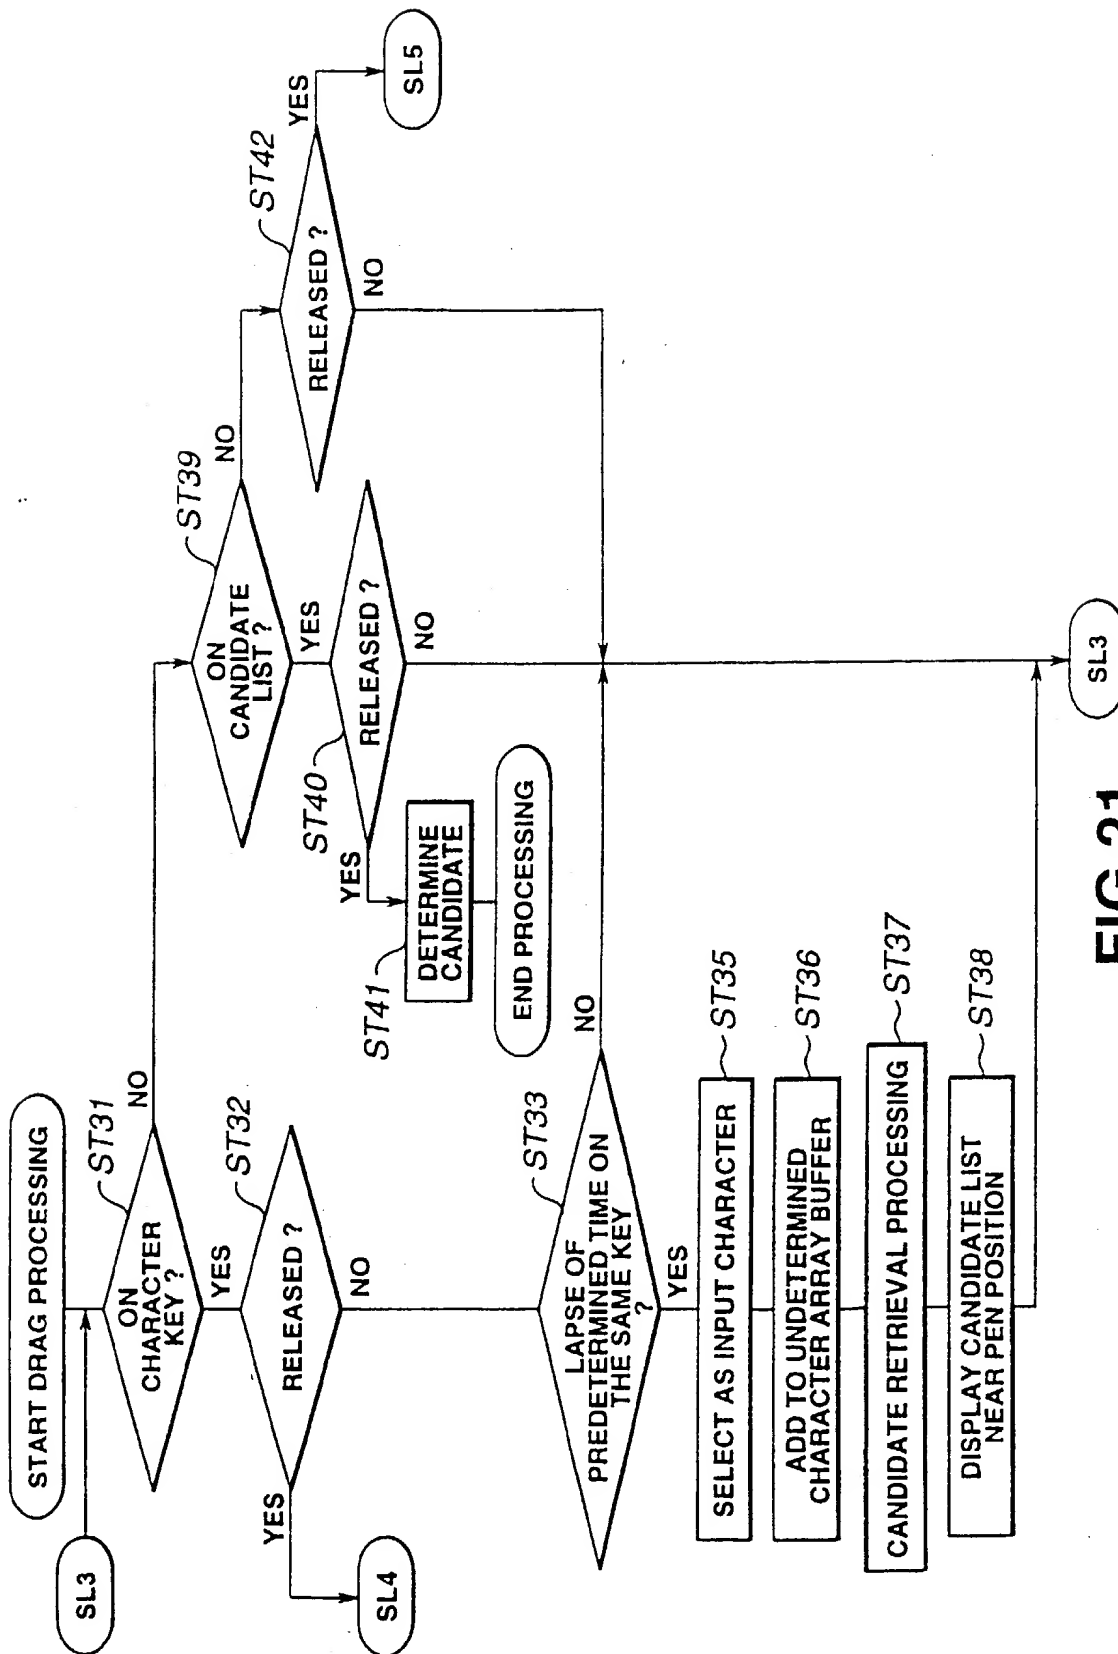 START DRAG PROCESSING
SL3
ON
CHARACTER
KEY ?
ST31
NO
YES
RELEASED ?
ST32
YES
NO
SL4
ON
CANDIDATE
LIST ?
ST39
NO
YES
RELEASED ?
ST40
YES
NO
ST41
DETERMINE
CANDIDATE
END PROCESSING
RELEASED ?
ST42
YES
NO
SL5
LAPSE OF
PREDETERMINED TIME ON
THE SAME KEY
?
ST33
NO
YES
SELECT AS INPUT CHARACTER
ST35
ADD TO UNDETERMINED
CHARACTER ARRAY BUFFER
ST36
CANDIDATE RETRIEVAL PROCESSING
ST37
DISPLAY CANDIDATE LIST
NEAR PEN POSITION
ST38
SL3
FIG.21